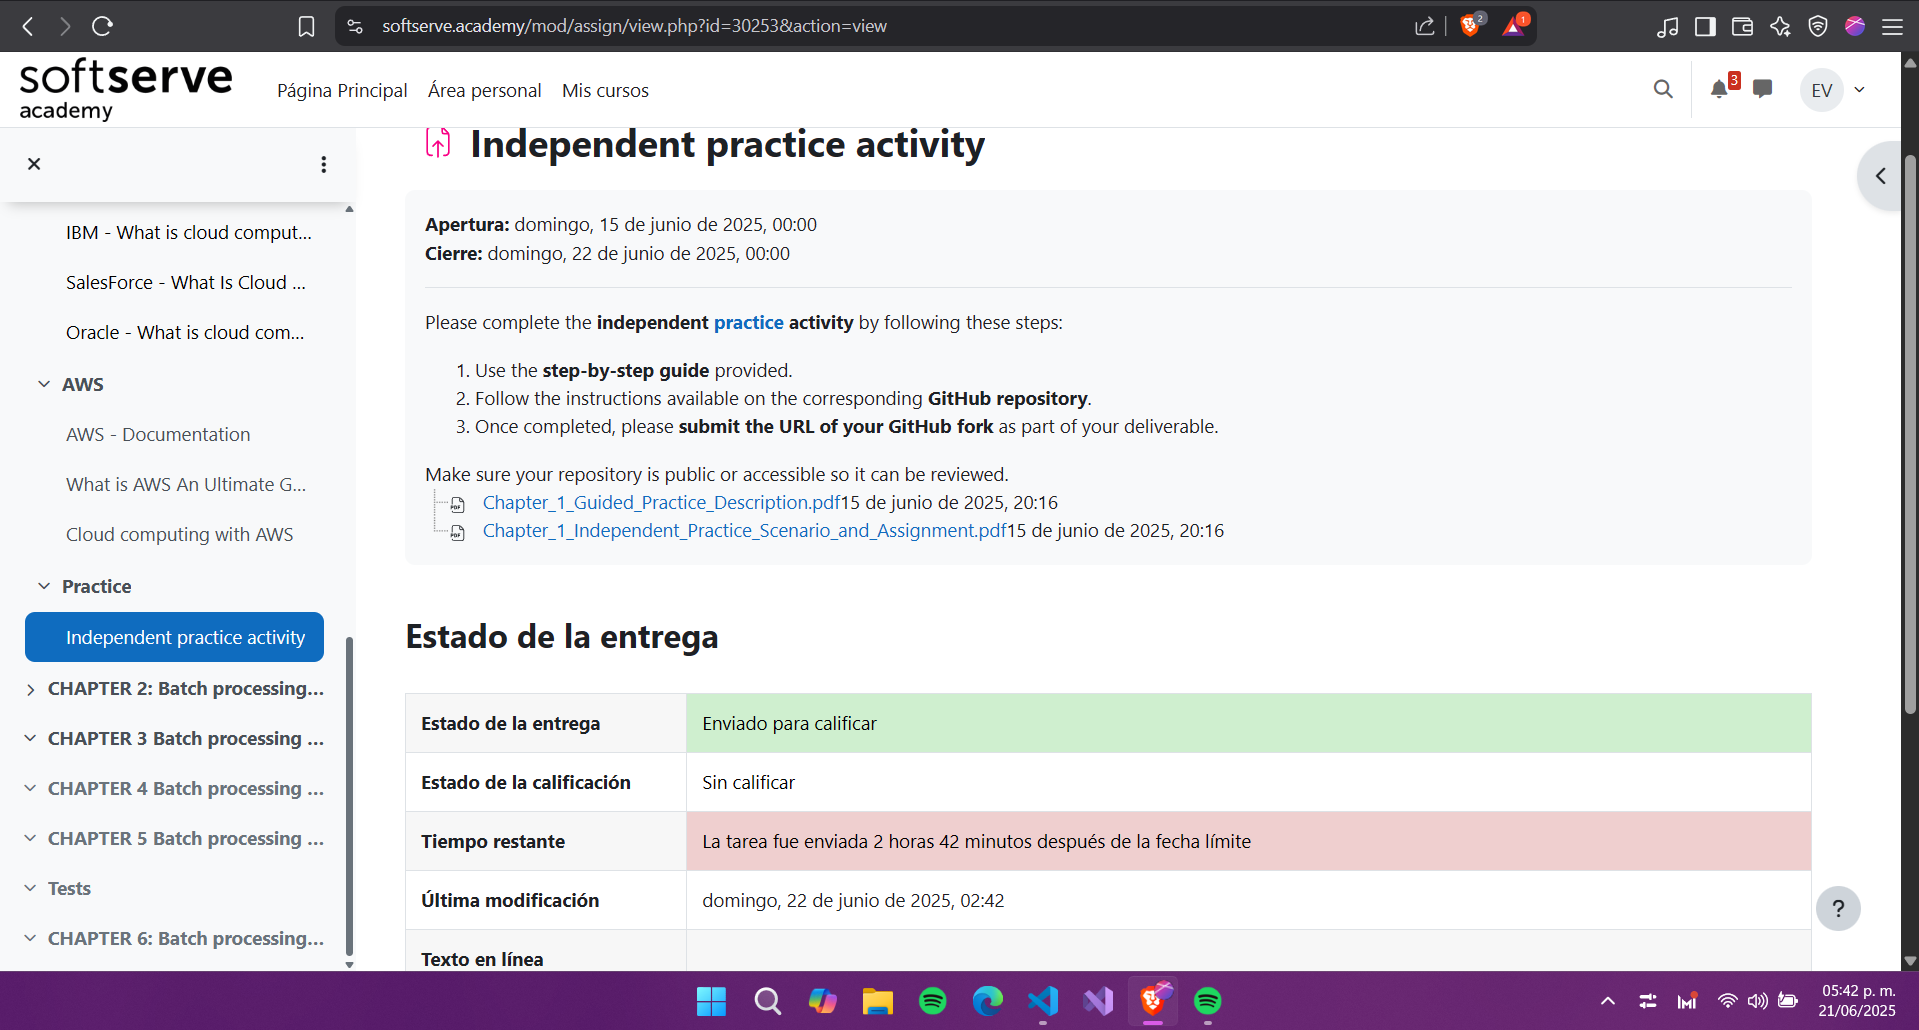 softserve.academy/mod/assign/view.php?id=30253&action=view
2
1
softserve
academy
Página Principal
Área personal
Mis cursos
3
EV
IBM - What is cloud comput...
SalesForce - What Is Cloud ...
Oracle - What is cloud com...
AWS
AWS - Documentation
What is AWS An Ultimate G...
Cloud computing with AWS
Practice
Independent practice activity
CHAPTER 2: Batch processing...
CHAPTER 3 Batch processing ...
CHAPTER 4 Batch processing ...
CHAPTER 5 Batch processing ...
Tests
CHAPTER 6: Batch processing...
Independent practice activity
Apertura: domingo, 15 de junio de 2025, 00:00
Cierre: domingo, 22 de junio de 2025, 00:00
Please complete the independent practice activity by following these steps:
1. Use the step-by-step guide provided.
2. Follow the instructions available on the corresponding GitHub repository.
3. Once completed, please submit the URL of your GitHub fork as part of your deliverable.
Make sure your repository is public or accessible so it can be reviewed.
PDF
Chapter_1_Guided_Practice_Description.pdf15 de junio de 2025, 20:16
PDF
Chapter_1_Independent_Practice_Scenario_and_Assignment.pdf15 de junio de 2025, 20:16
Estado de la entrega
Estado de la entrega
Enviado para calificar
Estado de la calificación
Sin calificar
Tiempo restante
La tarea fue enviada 2 horas 42 minutos después de la fecha límite
Última modificación
domingo, 22 de junio de 2025, 02:42
Texto en línea
?
05:42 p. m.
21/06/2025